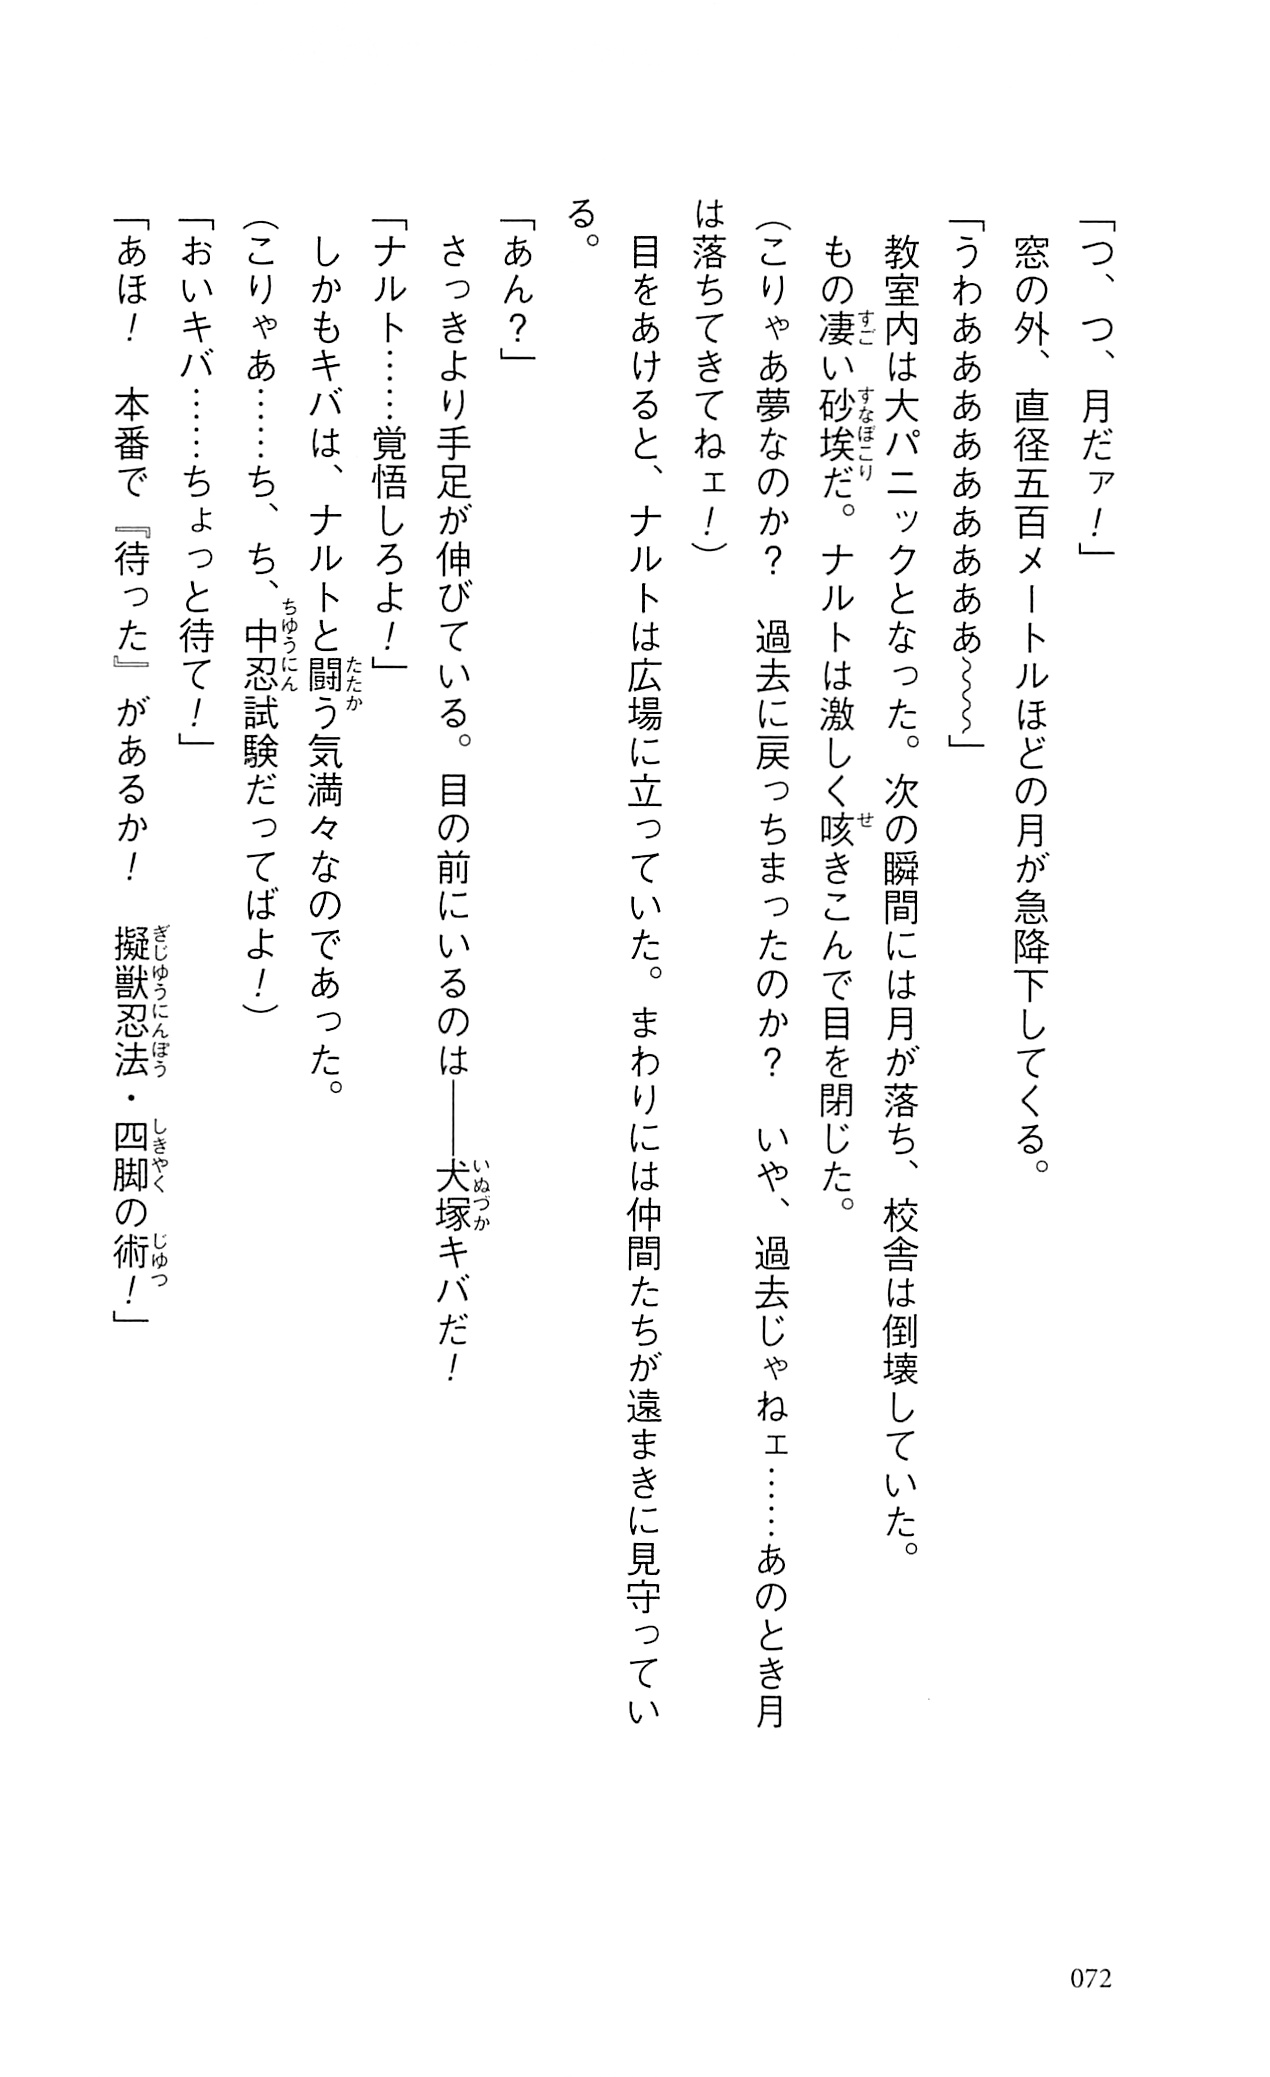 「つ、つ、月だァ！」
　窓の外、直径五百メートルほどの月が急降下してくる。
「うわあああああああああ～～～」
　教室内は大パニックとなった。次の瞬間には月が落ち、校舎は倒壊していた。
　もの凄い砂埃だ。ナルトは激しく咳きこんで目を閉じた。
（こりゃあ夢なのか？　過去に戻っちまったのか？　いや、過去じゃねェ……あのとき月
は落ちてきてねェ！）
　目をあけると、ナルトは広場に立っていた。まわりには仲間たちが遠まきに見守ってい
る。
「あん？」
　さっきより手足が伸びている。目の前にいるのは――犬塚キバだ！
「ナルト……覚悟しろよ！」
　しかもキバは、ナルトと闘う気満々なのであった。
（こりゃあ……ち、ち、中忍試験だってばよ！）
「おいキバ……ちょっと待て！」
「あほ！　本番で『待った』があるか！　擬獣忍法・四脚の術！」
072